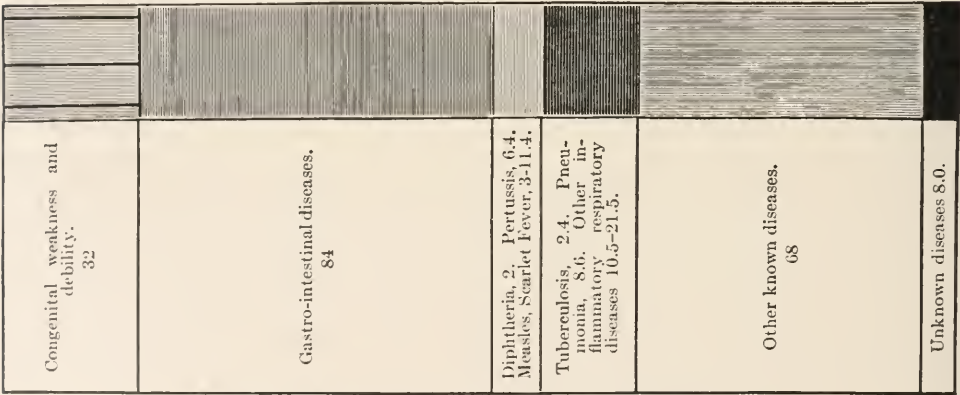 Congenital weakness and
debility.
32
Gastro-intestinal diseases.
84
Diphtheria, 2. Pertussis, 6.4.
Measles, Scarlet Fever, 3-11.4.
Tuberculosis, 2.4. Pneu-
monia, 8.6. Other in-
flammatory respiratory
diseases 10.5–21.5.
Other known diseases.
68
Unknown diseases 8.0.